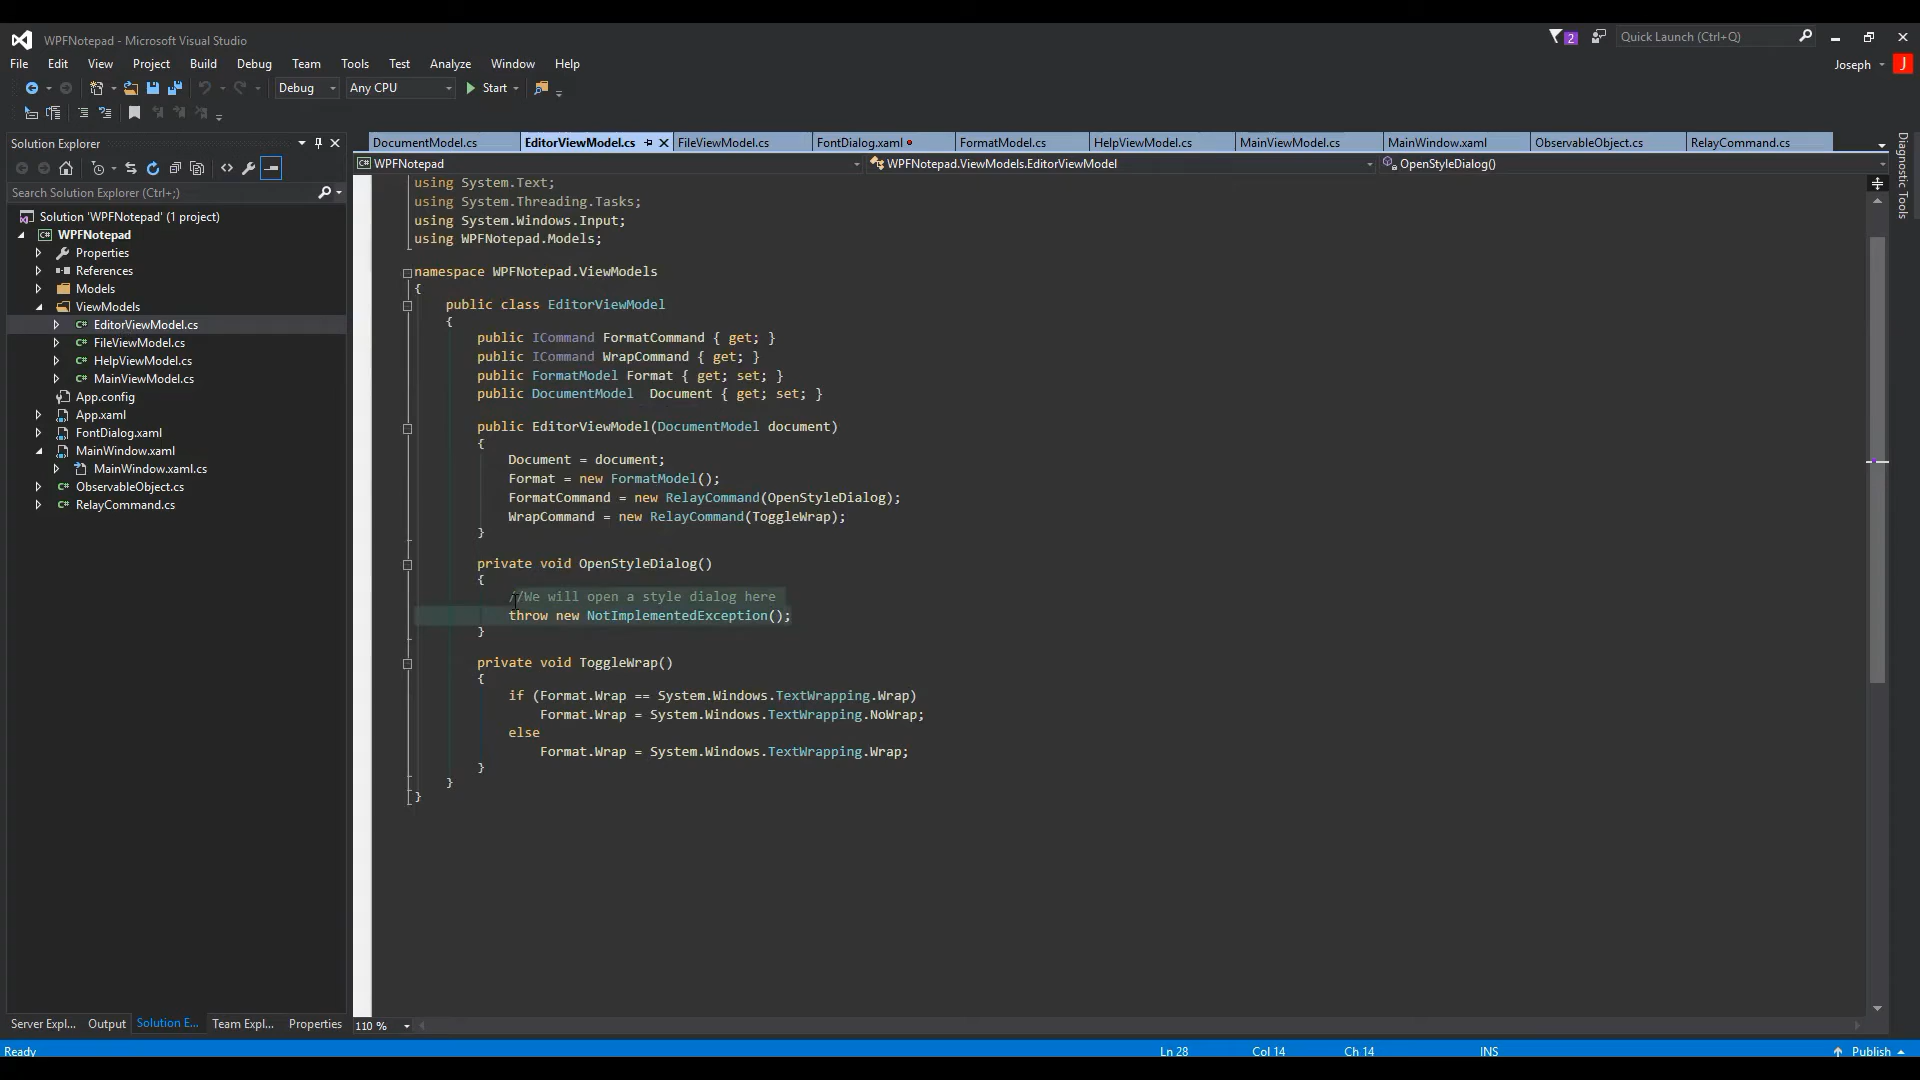 WPFNotepad - Microsoft Visual Studio
2
Quick Launch (Ctrl+Q)
File Edit View Project Build Debug Team Tools Test Analyze Window Help
Joseph J
Debug Any CPU Start
Solution Explorer
Search Solution Explorer (Ctrl+;)
Solution 'WPFNotepad' (1 project)
C# WPFNotepad
Properties
References
Models
ViewModels
C# EditorViewModel.cs
C# FileViewModel.cs
C# HelpViewModel.cs
C# MainViewModel.cs
App.config
App.xaml
FontDialog.xaml
MainWindow.xaml
MainWindow.xaml.cs
C# ObservableObject.cs
C# RelayCommand.cs
Server Expl... Output Solution E... Team Expl... Properties
DocumentModel.cs EditorViewModel.cs FileViewModel.cs FontDialog.xaml FormatModel.cs HelpViewModel.cs MainViewModel.cs MainWindow.xaml ObservableObject.cs RelayCommand.cs
C# WPFNotepad WPFNotepad.ViewModels.EditorViewModel OpenStyleDialog()
using System.Text;
using System.Threading.Tasks;
using System.Windows.Input;
using WPFNotepad.Models;
namespace WPFNotepad.ViewModels
{
public class EditorViewModel
{
public ICommand FormatCommand { get; }
public ICommand WrapCommand { get; }
public FormatModel Format { get; set; }
public DocumentModel  Document { get; set; }
public EditorViewModel(DocumentModel document)
{
Document = document;
Format = new FormatModel();
FormatCommand = new RelayCommand(OpenStyleDialog);
WrapCommand = new RelayCommand(ToggleWrap);
}
private void OpenStyleDialog()
{
//We will open a style dialog here
throw new NotImplementedException();
}
private void ToggleWrap()
{
if (Format.Wrap == System.Windows.TextWrapping.Wrap)
Format.Wrap = System.Windows.TextWrapping.NoWrap;
else
Format.Wrap = System.Windows.TextWrapping.Wrap;
}
}
}
110 %
Diagnostic Tools
Ready Ln 28 Col 14 Ch 14 INS Publish